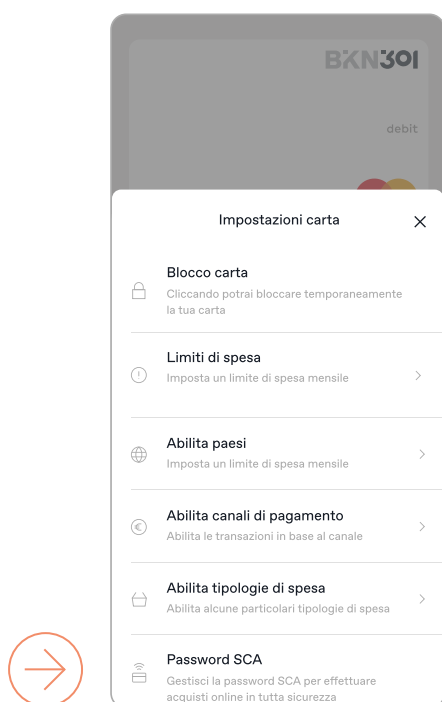 BKN301
debit
Impostazioni carta
Blocco carta
Cliccando potrai bloccare temporaneamente
la tua carta
Limiti di spesa
Imposta un limite di spesa mensile
Abilita paesi
Imposta un limite di spesa mensile
Abilita canali di pagamento
Abilita le transazioni in base al canale
Abilita tipologie di spesa
Abilita alcune particolari tipologie di spesa
Password SCA
Gestisci la password SCA per effettuare
acquisti online in tutta sicurezza